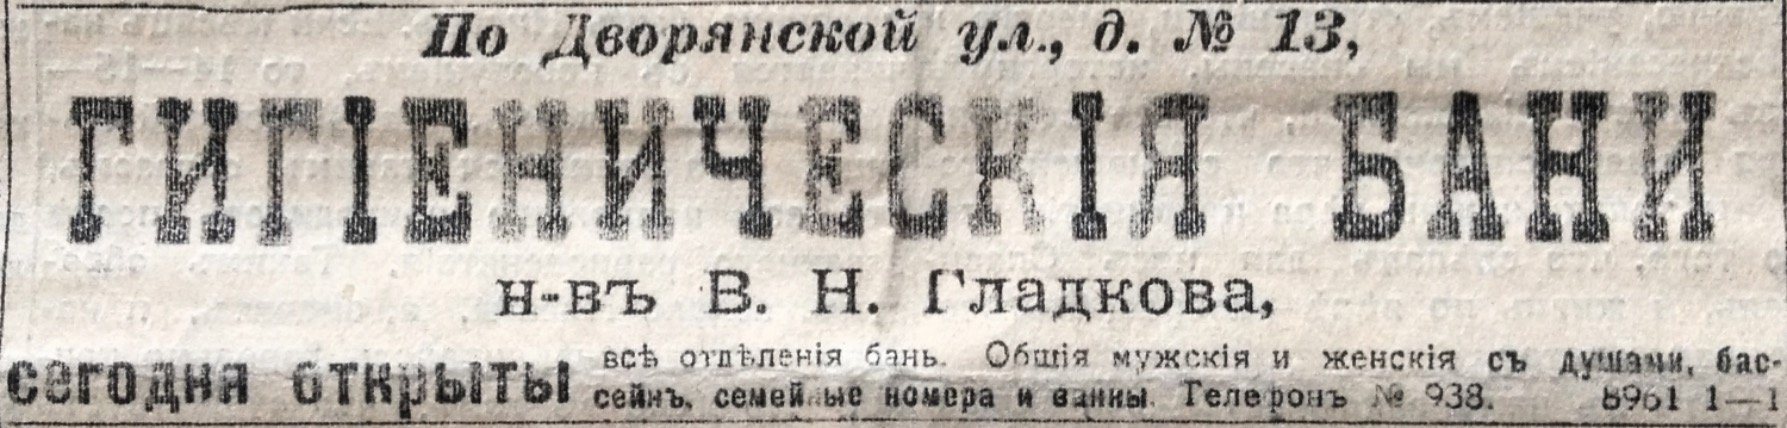 По Дворянской ул., д. № 13,
ГИГІЕНИЧЕСКІЯ БАНИ
н-въ В. Н. Гладкова,
сегодня открыты всѣ отдѣленія бань. Общія мужскія и женскія съ душами, бас-
сейнъ, семейные номера и ванны. Телефонъ № 938. 8961 1—1